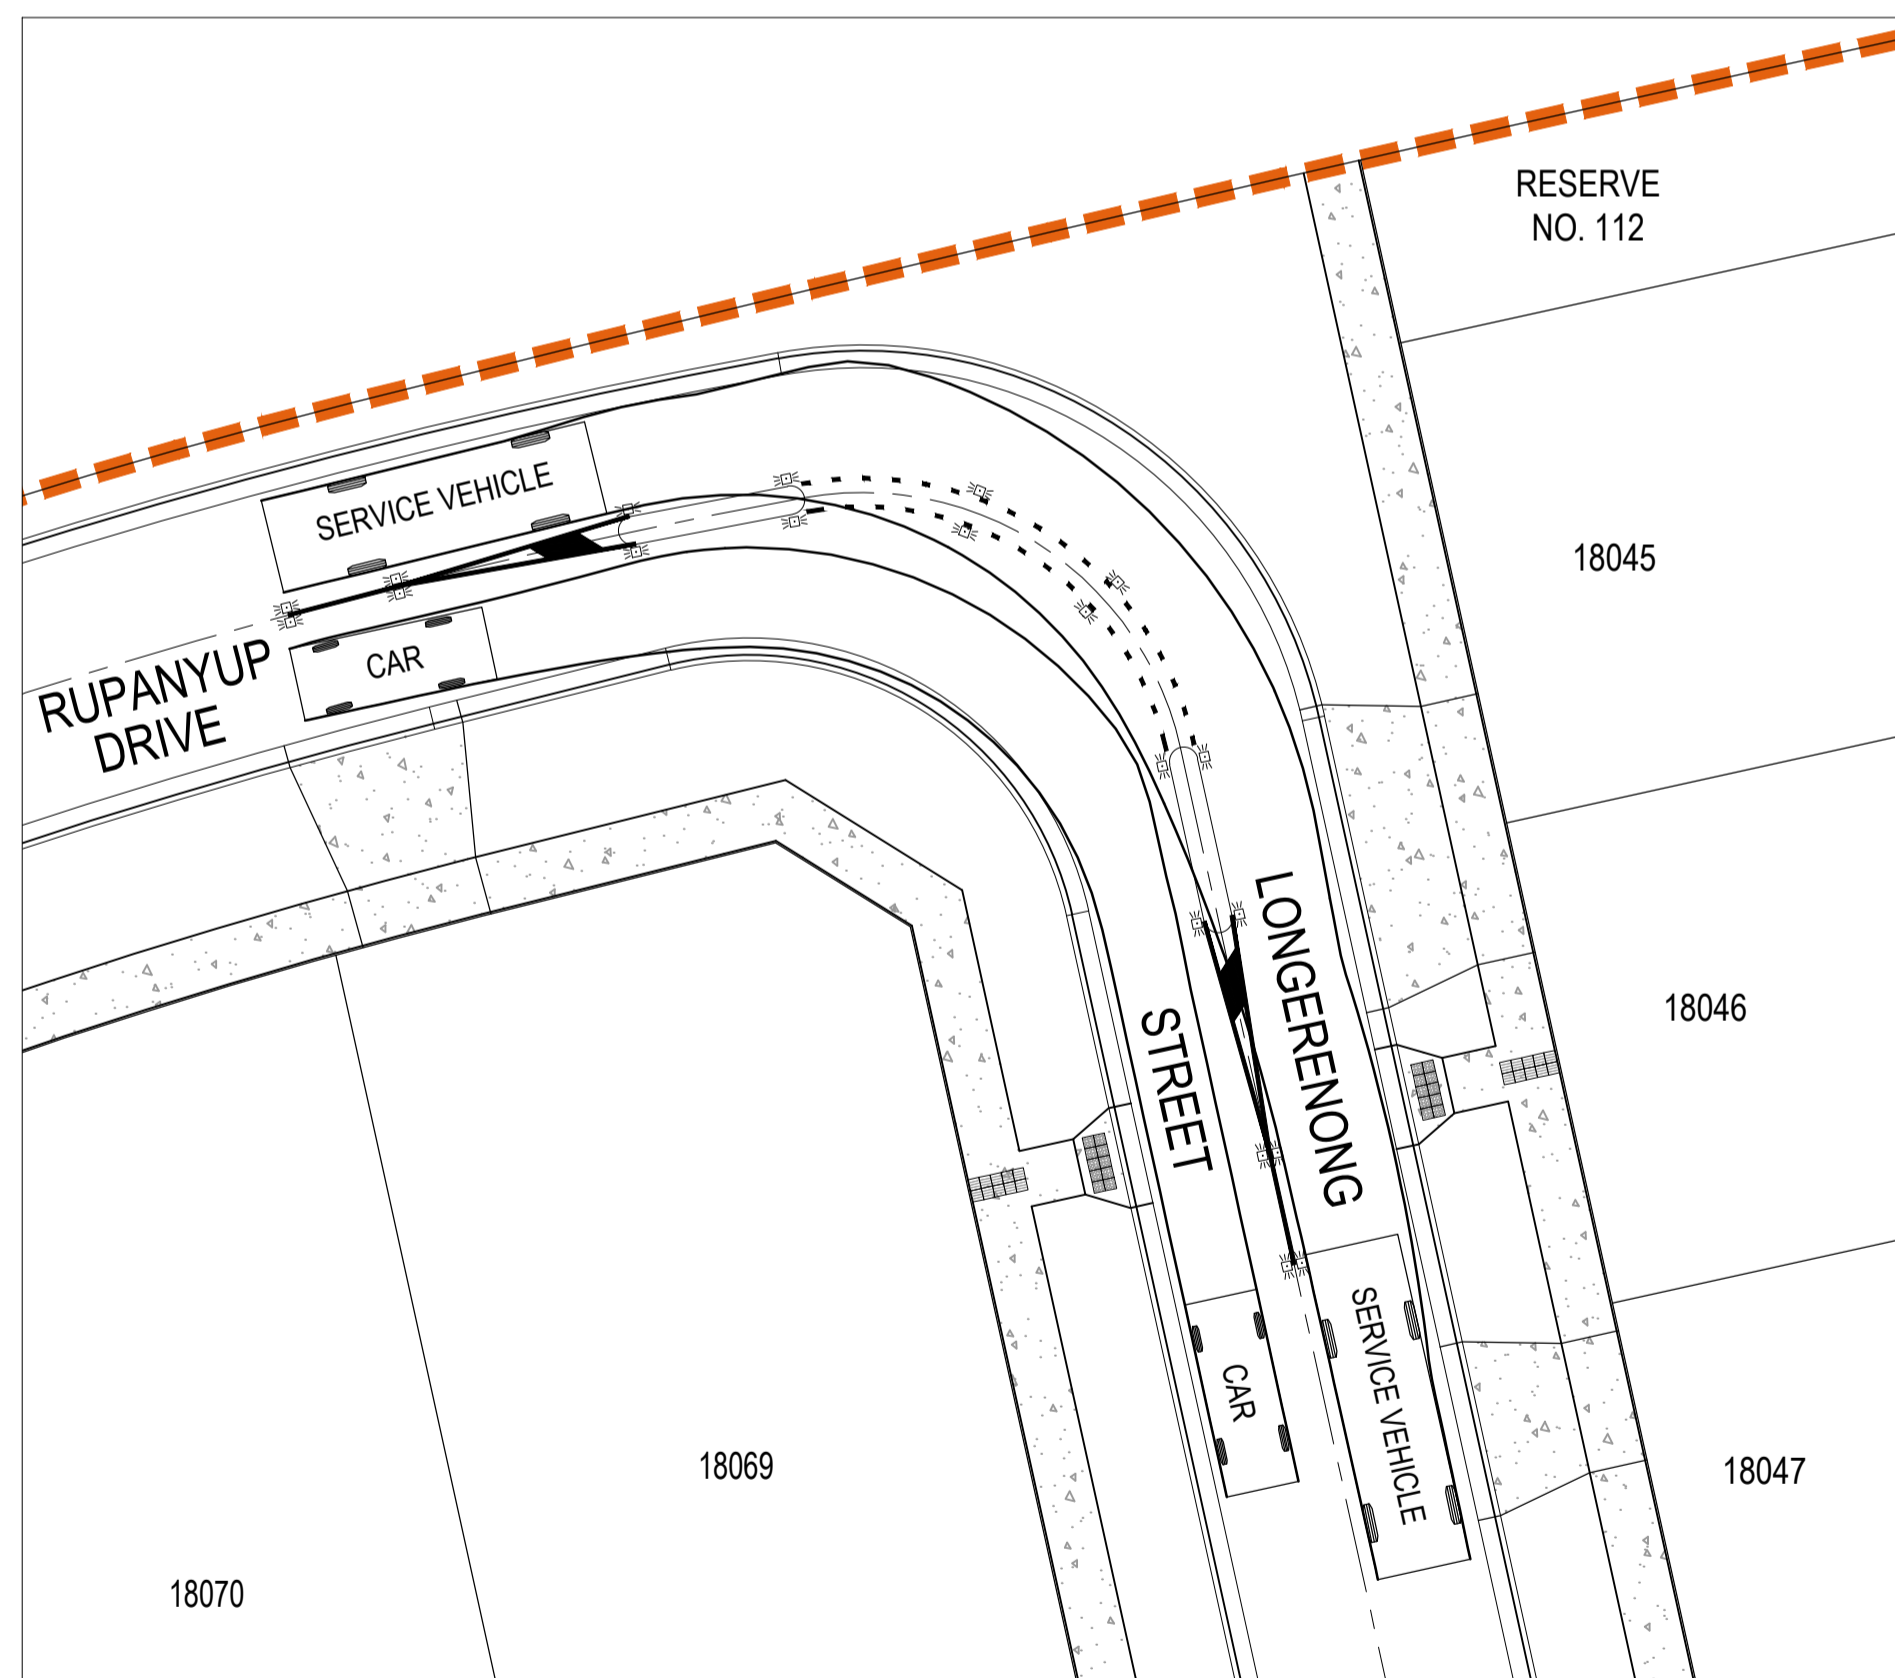 RESERVE
NO. 112
SERVICE VEHICLE
18045
CAR
RUPANYUP
DRIVE
LONGERENONG
STREET
18046
SERVICE VEHICLE
CAR
18069
18047
18070